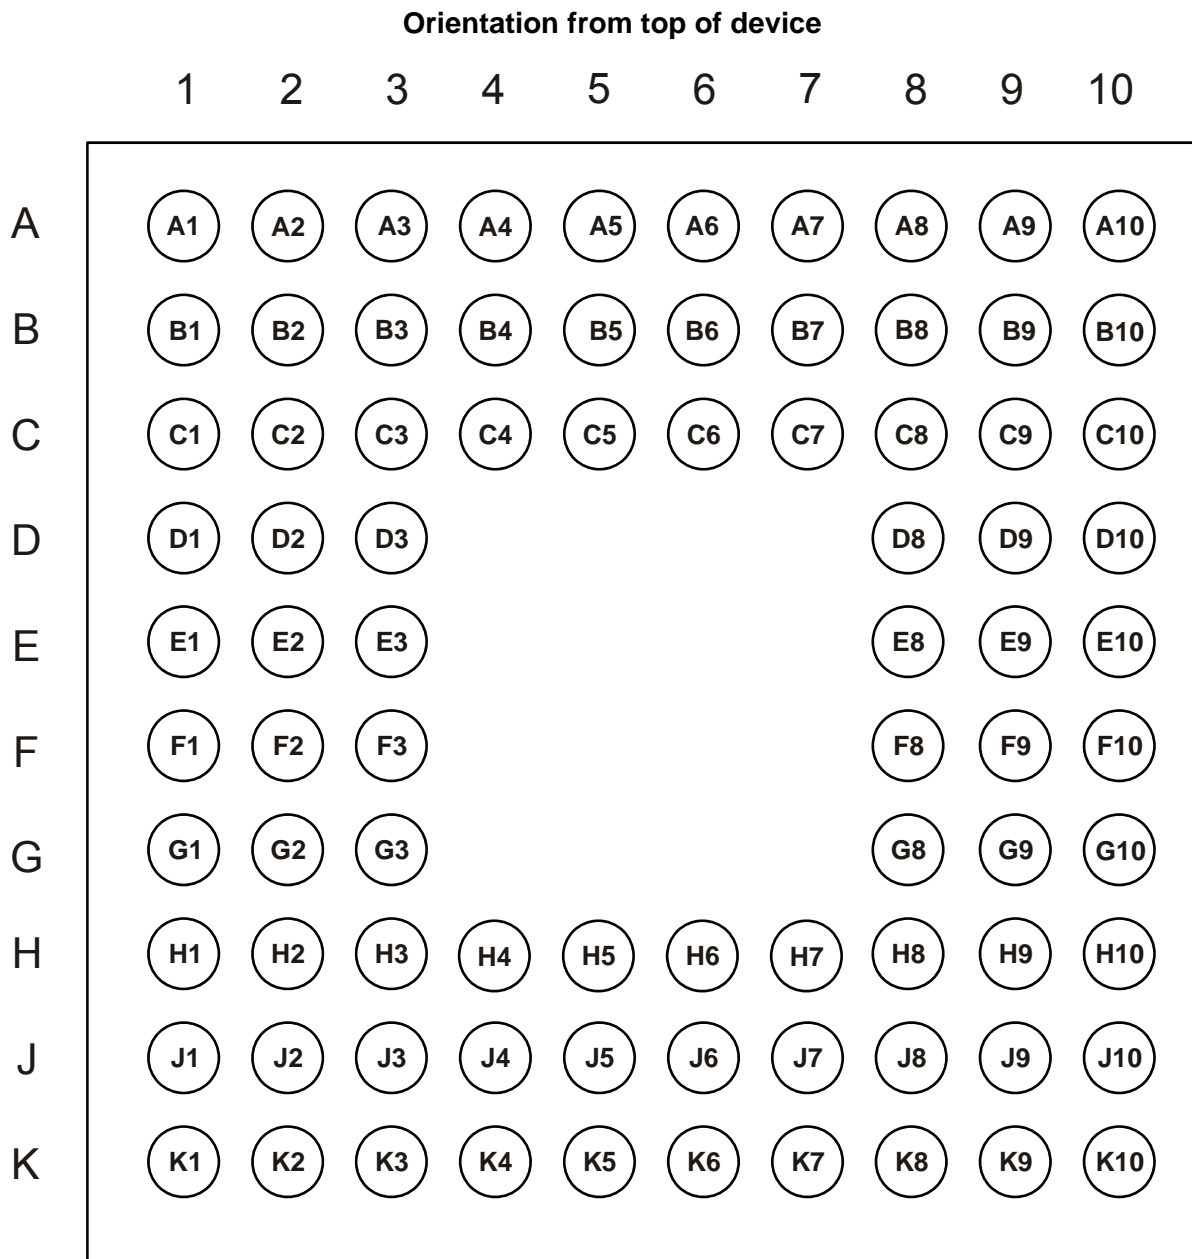 Orientation from top of device
1 2 3 4 5 6 7 8 9 10
A A1 A2 A3 A4 A5 A6 A7 A8 A9 A10
B B1 B2 B3 B4 B5 B6 B7 B8 B9 B10
C C1 C2 C3 C4 C5 C6 C7 C8 C9 C10
D D1 D2 D3 D8 D9 D10
E E1 E2 E3 E8 E9 E10
F F1 F2 F3 F8 F9 F10
G G1 G2 G3 G8 G9 G10
H H1 H2 H3 H4 H5 H6 H7 H8 H9 H10
J J1 J2 J3 J4 J5 J6 J7 J8 J9 J10
K K1 K2 K3 K4 K5 K6 K7 K8 K9 K10